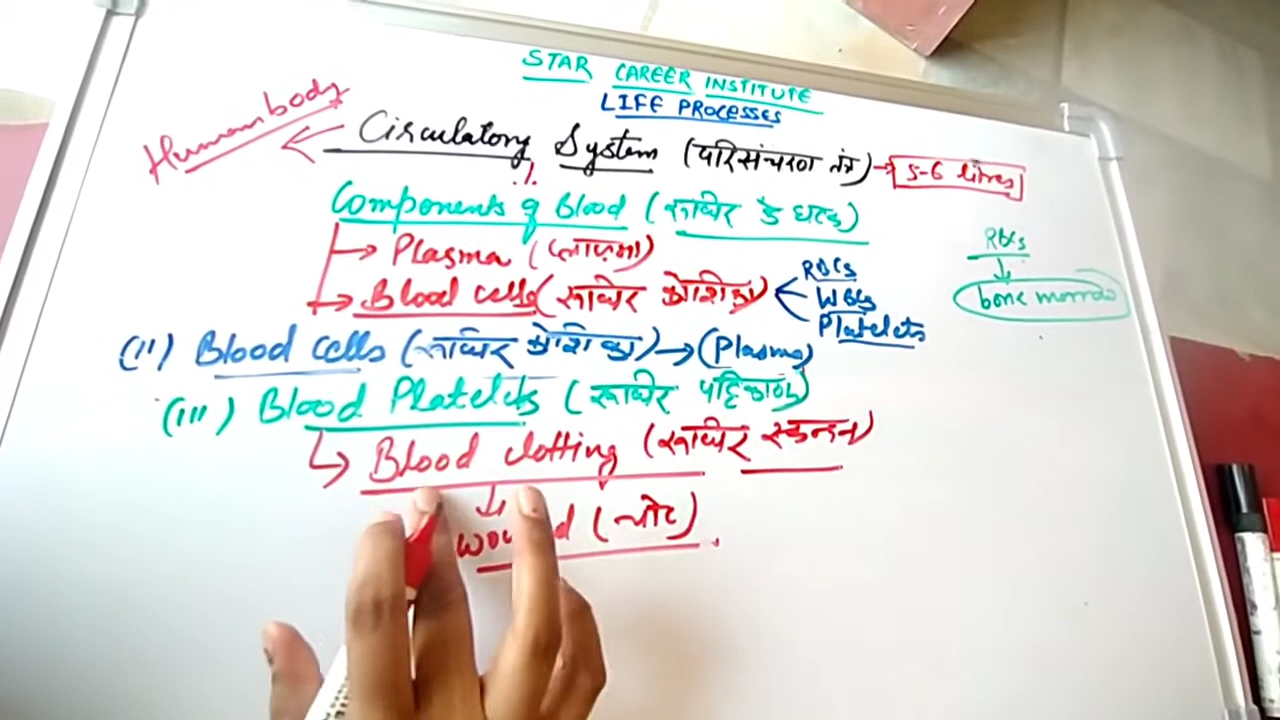 STAR CAREER INSTITUTE
LIFE PROCESSES
Human body ← Circulatory System (परिसंचरण तंत्र) → 5-6 litres
Components of Blood (रूधिर के घटक)
→ Plasma (प्लाज़मा)
→ Blood cells (रूधिर कोशिका)
RBCs
WBCs
Platelets
RBCs
↓
bone morrow
(ii) Blood cells (रूधिर कोशिका) → (Plasma)
(iii) Blood Platelets (रूधिर पट्टिकाणु)
↳ Blood clotting (रूधिर स्कन्दन)
↓
(चोट)